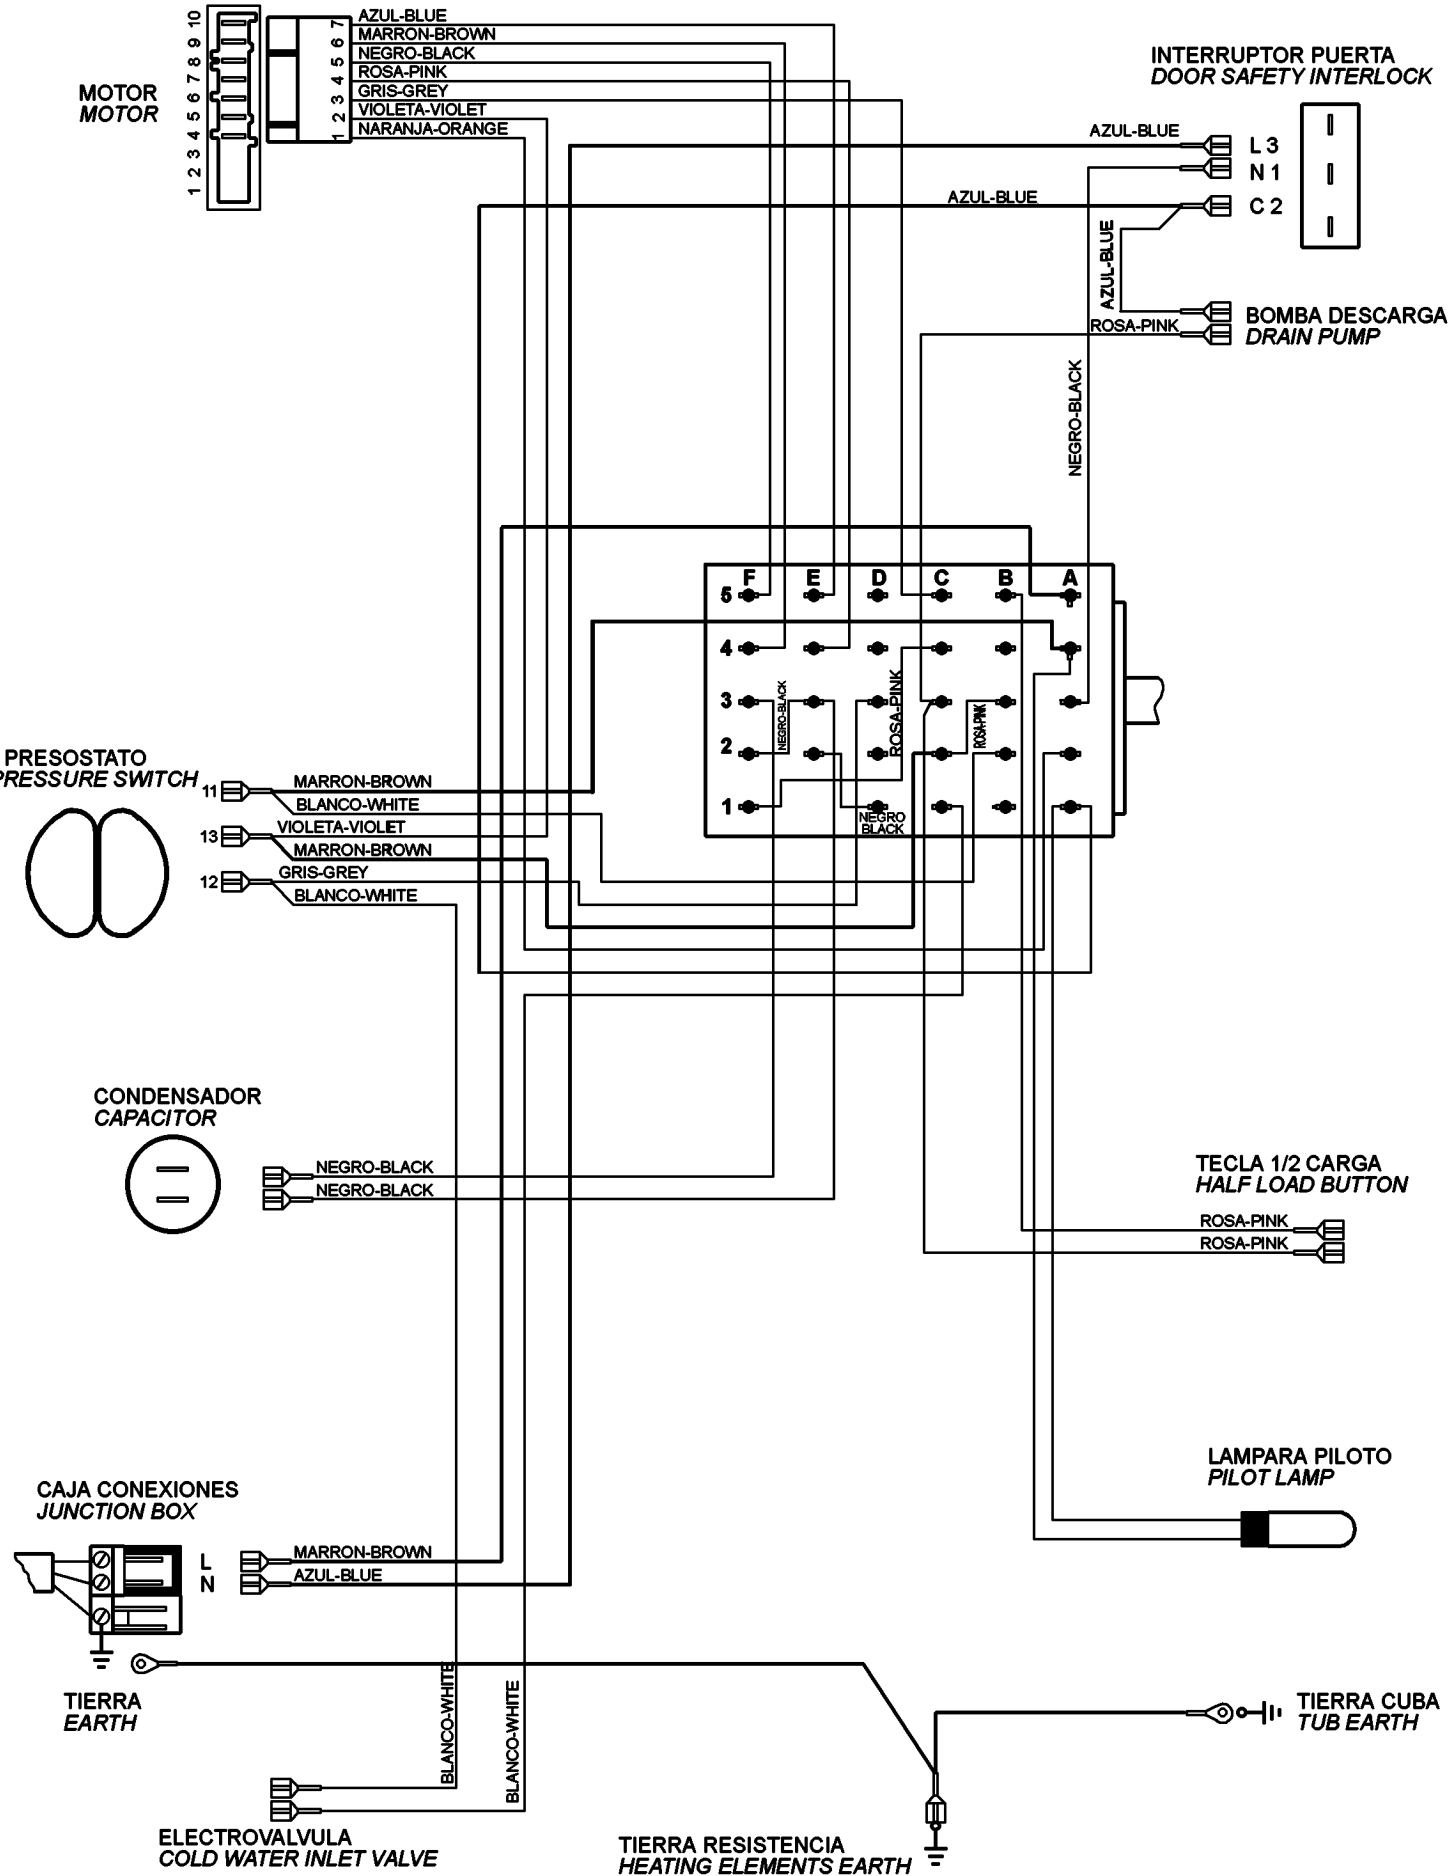 10
9
8
7
6
5
4
3
2
1
MOTOR
MOTOR
7
6
5
4
3
2
1
AZUL-BLUE
MARRON-BROWN
NEGRO-BLACK
ROSA-PINK
GRIS-GREY
VIOLETA-VIOLET
NARANJA-ORANGE
INTERRUPTOR PUERTA
DOOR SAFETY INTERLOCK
AZUL-BLUE
L 3
N 1
AZUL-BLUE
C 2
AZUL-BLUE
ROSA-PINK
BOMBA DESCARGA
DRAIN PUMP
NEGRO-BLACK
F E D C B A
5
4
3
2
1
NEGRO-BLACK
ROSA-PINK
ROSA-PINK
NEGRO
BLACK
PRESOSTATO
PRESSURE SWITCH
11
MARRON-BROWN
BLANCO-WHITE
13
VIOLETA-VIOLET
MARRON-BROWN
12
GRIS-GREY
BLANCO-WHITE
CONDENSADOR
CAPACITOR
NEGRO-BLACK
NEGRO-BLACK
TECLA 1/2 CARGA
HALF LOAD BUTTON
ROSA-PINK
ROSA-PINK
LAMPARA PILOTO
PILOT LAMP
CAJA CONEXIONES
JUNCTION BOX
L
N
MARRON-BROWN
AZUL-BLUE
TIERRA
EARTH
BLANCO-WHITE
BLANCO-WHITE
TIERRA CUBA
TUB EARTH
ELECTROVALVULA
COLD WATER INLET VALVE
TIERRA RESISTENCIA
HEATING ELEMENTS EARTH